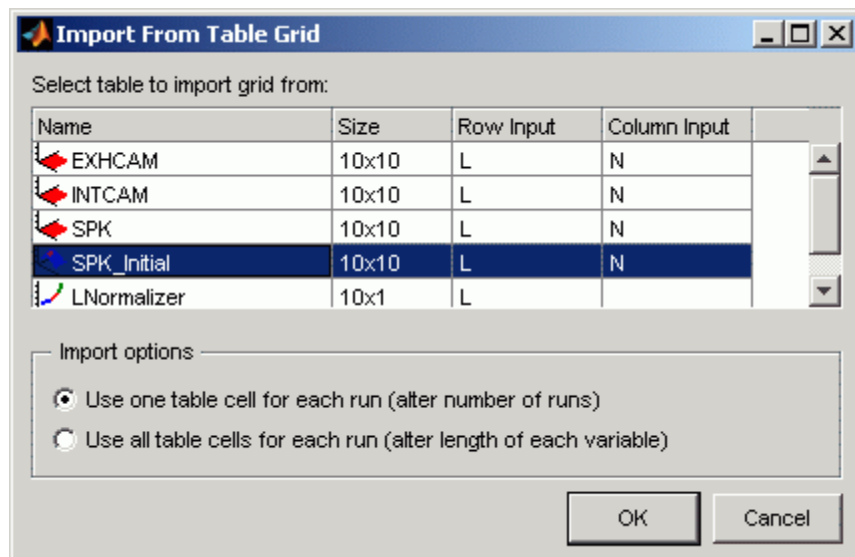 Import From Table Grid
Select table to import grid from:
Name Size Row Input Column Input
EXHCAM 10x10 L N
INTCAM 10x10 L N
SPK 10x10 L N
SPK_Initial 10x10 L N
LNormalizer 10x1 L
Import options
Use one table cell for each run (alter number of runs)
Use all table cells for each run (alter length of each variable)
OK Cancel